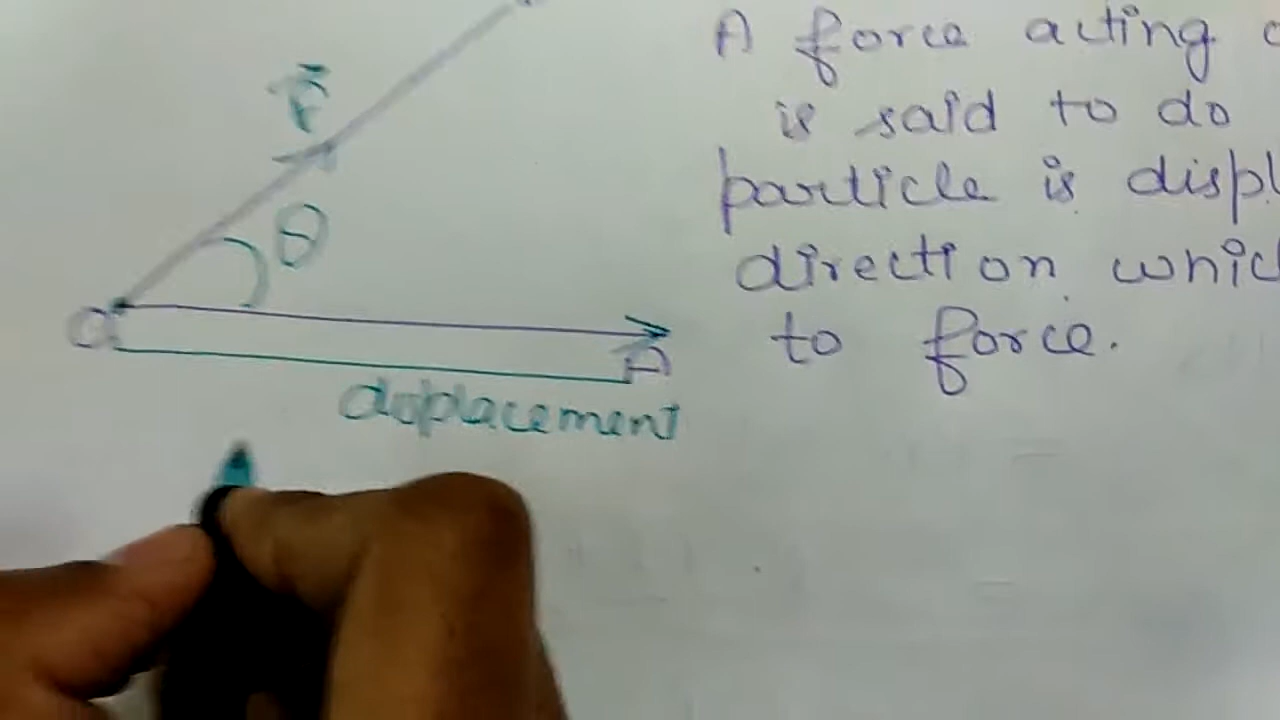 F
A force acting
is said to do
θ
particle is displ
direction which
O
to force.
A
displacement